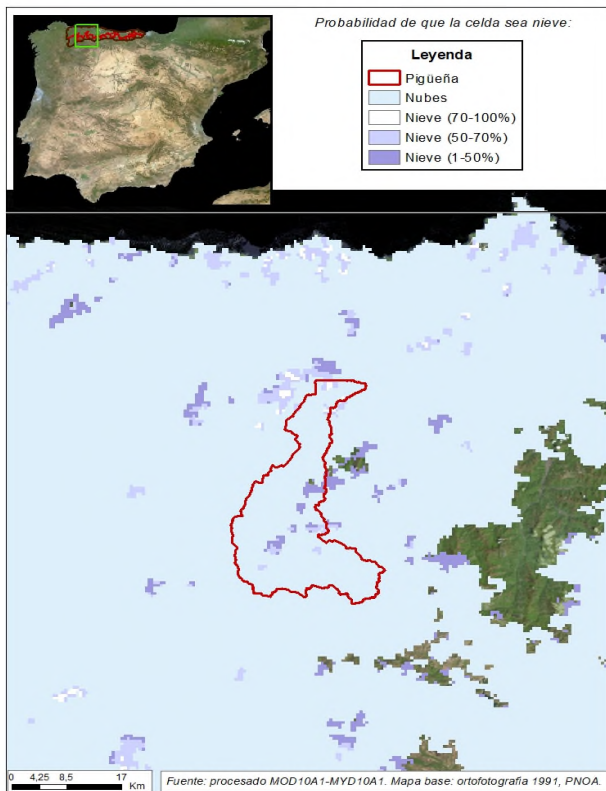 Probabilidad de que la celda sea nieve:
Leyenda
Pigüeña
Nubes
Nieve (70-100%)
Nieve (50-70%)
Nieve (1-50%)
0 4,25 8,5 17
Km
Fuente: procesado MOD10A1-MYD10A1. Mapa base: ortofotografia 1991, PNOA.